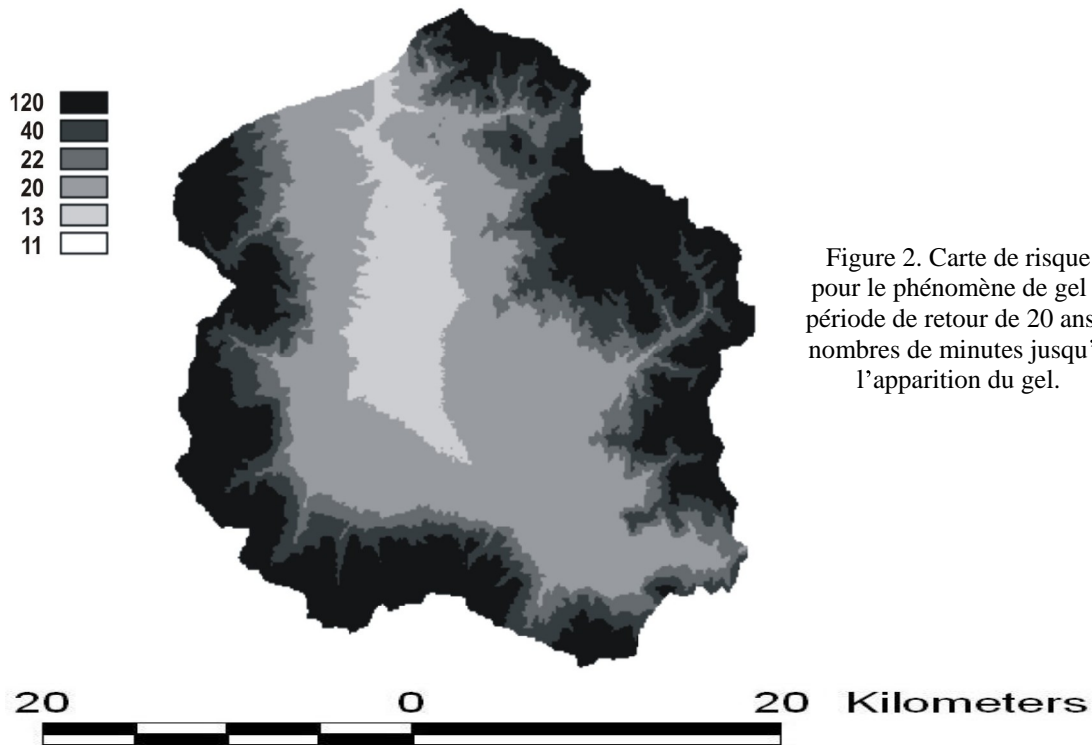 120
40
22
20
13
11
Figure 2. Carte de risque
pour le phénomène de gel
période de retour de 20 ans
nombres de minutes jusqu'
l'apparition du gel.
20 0 20 Kilometers